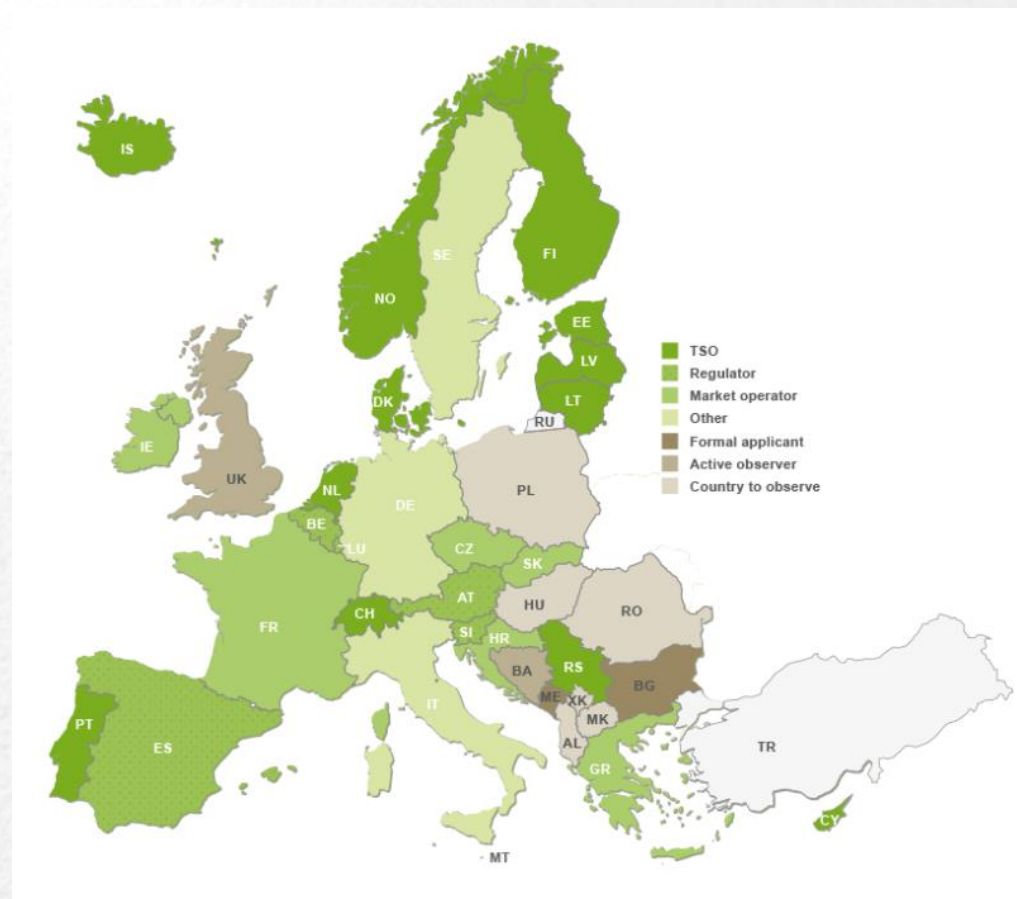 IS
FI
SE
NO
EE
LV
LT
DK
RU
TSO
Regulator
Market operator
Other
Formal applicant
Active observer
Country to observe
IE
UK
NL
PL
DE
BE
LU
CZ
SK
AT
HU
RO
CH
FR
SI
HR
BA
RS
BG
ME
XK
IT
MK
PT
ES
AL
TR
GR
CY
MT